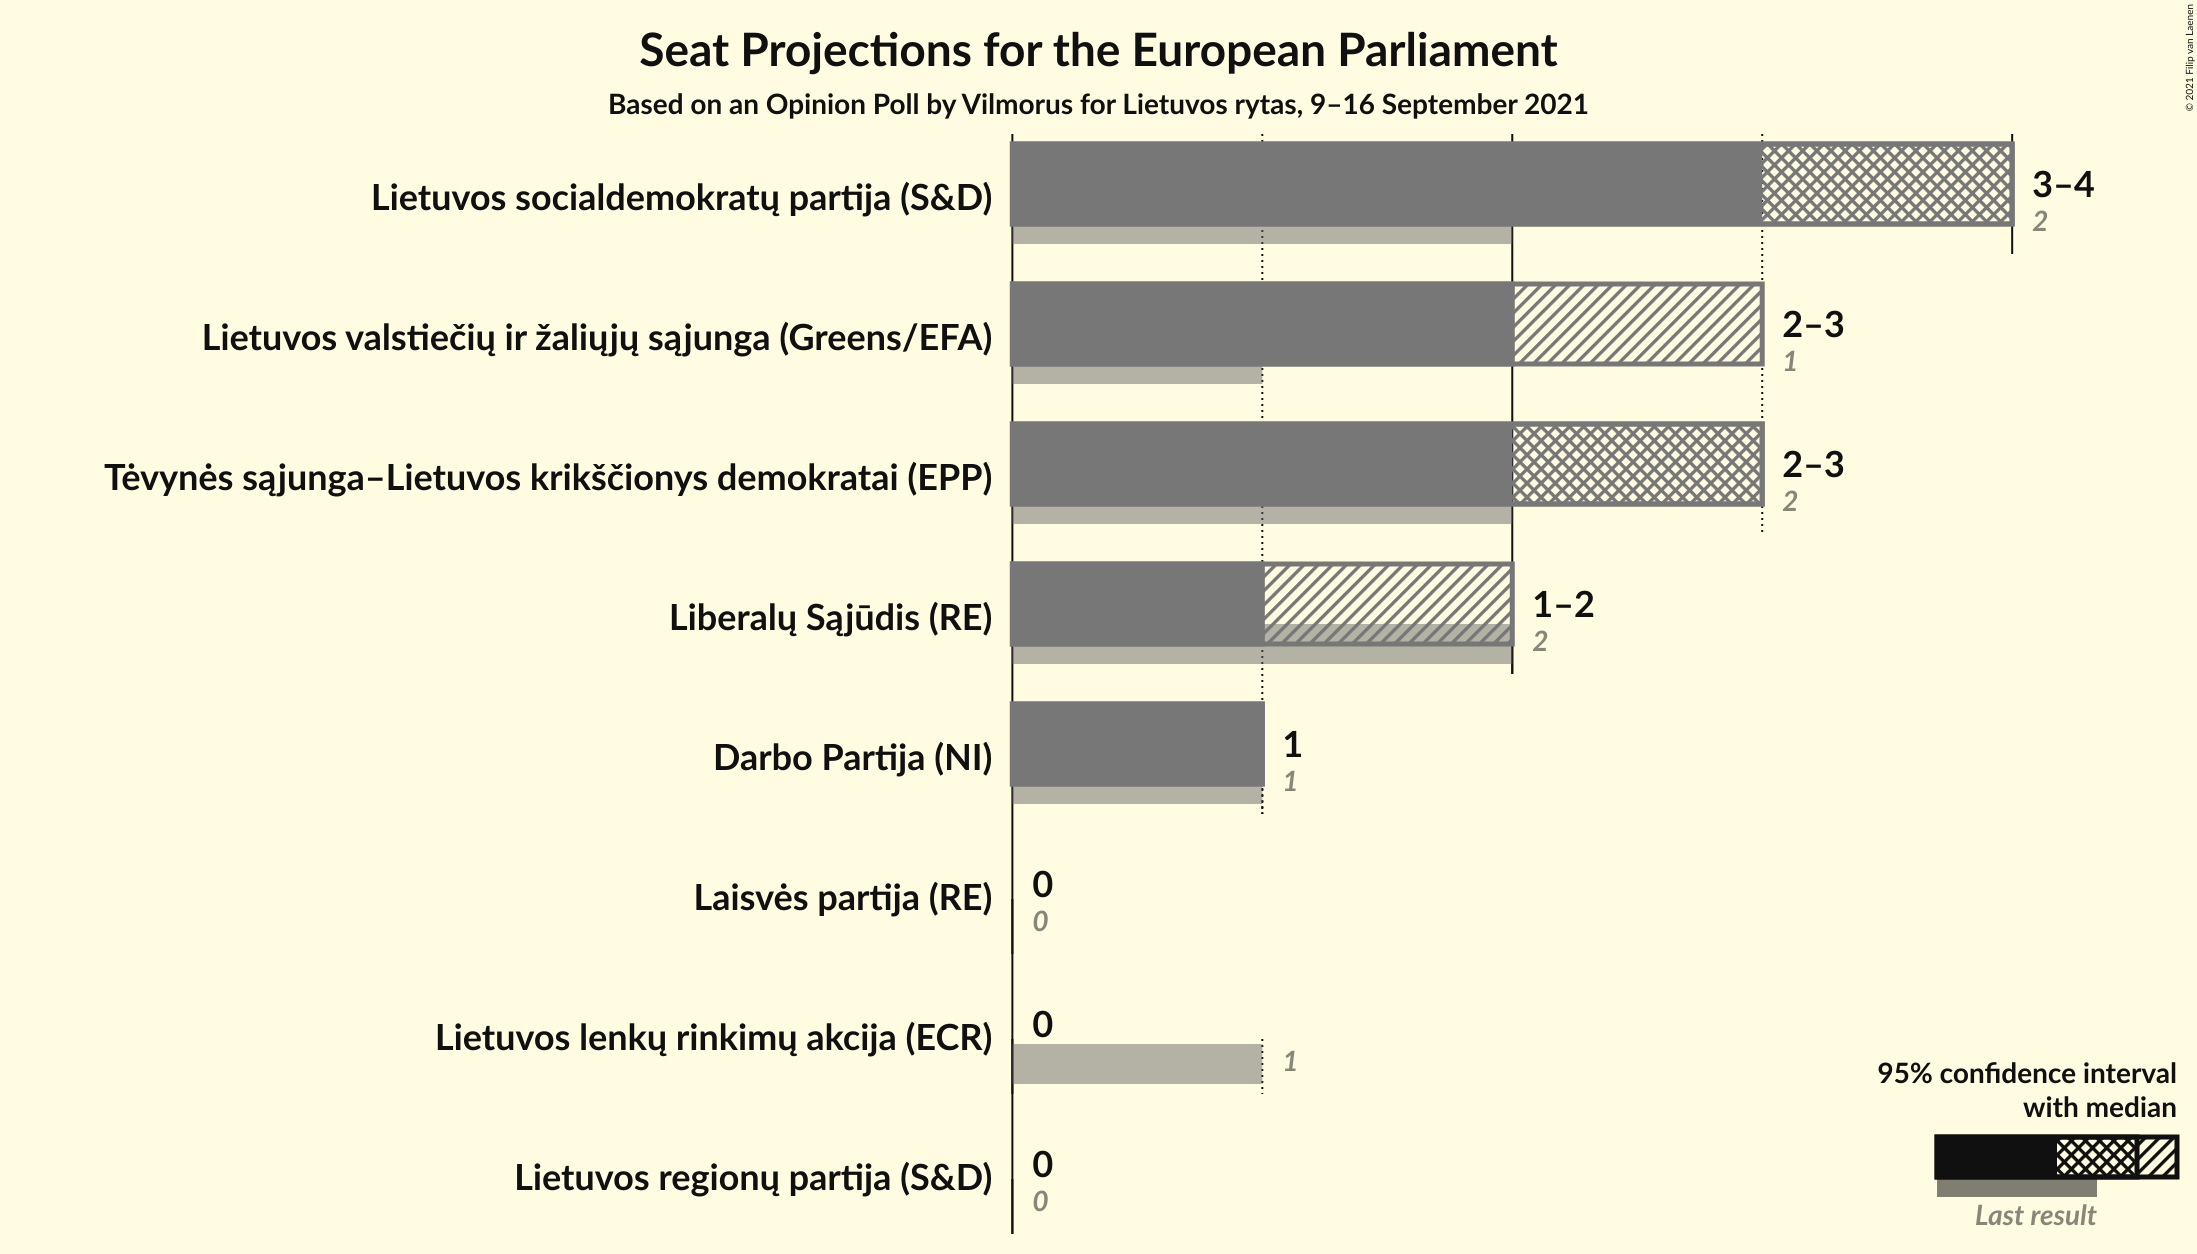 Seat Projections for the European Parliament
Based on an Opinion Poll by Vilmorus for Lietuvos rytas, 9–16 September 2021
© 2021 Filip van Laenen
Lietuvos socialdemokratų partija (S&D)
3–4
2
Lietuvos valstiečių ir žaliųjų sąjunga (Greens/EFA)
2–3
1
Tėvynės sąjunga–Lietuvos krikščionys demokratai (EPP)
2–3
2
Liberalų Sąjūdis (RE)
1–2
2
Darbo Partija (NI)
1
1
Laisvės partija (RE)
0
0
Lietuvos lenkų rinkimų akcija (ECR)
0
1
Lietuvos regionų partija (S&D)
0
0
95% confidence interval
with median
Last result